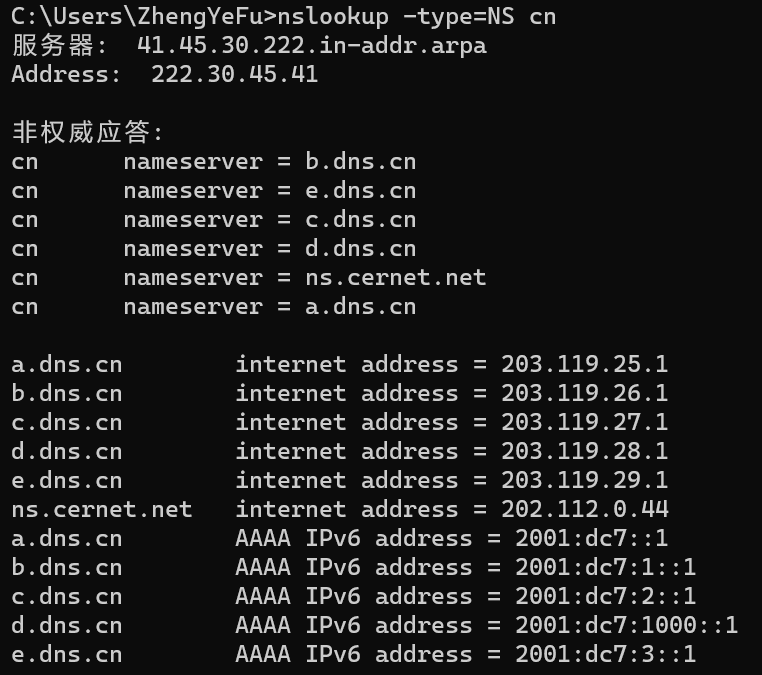 C:\Users\ZhengYeFu>nslookup -type=NS cn
服务器:  41.45.30.222.in-addr.arpa
Address:  222.30.45.41

非权威应答:
cn      nameserver = b.dns.cn
cn      nameserver = e.dns.cn
cn      nameserver = c.dns.cn
cn      nameserver = d.dns.cn
cn      nameserver = ns.cernet.net
cn      nameserver = a.dns.cn

a.dns.cn        internet address = 203.119.25.1
b.dns.cn        internet address = 203.119.26.1
c.dns.cn        internet address = 203.119.27.1
d.dns.cn        internet address = 203.119.28.1
e.dns.cn        internet address = 203.119.29.1
ns.cernet.net   internet address = 202.112.0.44
a.dns.cn        AAAA IPv6 address = 2001:dc7::1
b.dns.cn        AAAA IPv6 address = 2001:dc7:1::1
c.dns.cn        AAAA IPv6 address = 2001:dc7:2::1
d.dns.cn        AAAA IPv6 address = 2001:dc7:1000::1
e.dns.cn        AAAA IPv6 address = 2001:dc7:3::1